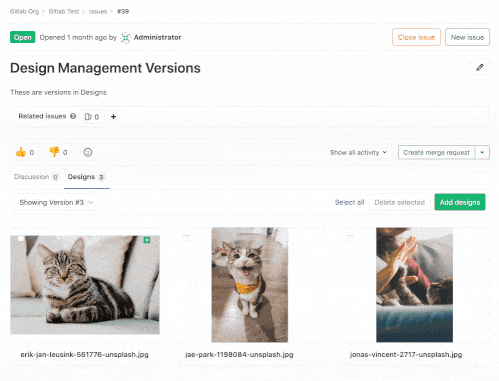 Gitlab Org > Gitlab Test > Issues > #39
Open Opened 1 month ago by Administrator Close issue New issue
Design Management Versions
These are versions in Designs
Related issues 0 +
0 0 Show all activity Create merge request
Discussion 0 Designs 3
Showing Version #3 Select all Delete selected Add designs
erik-jan-leusink-561776-unsplash.jpg jae-park-1198084-unsplash.jpg jonas-vincent-2717-unsplash.jpg